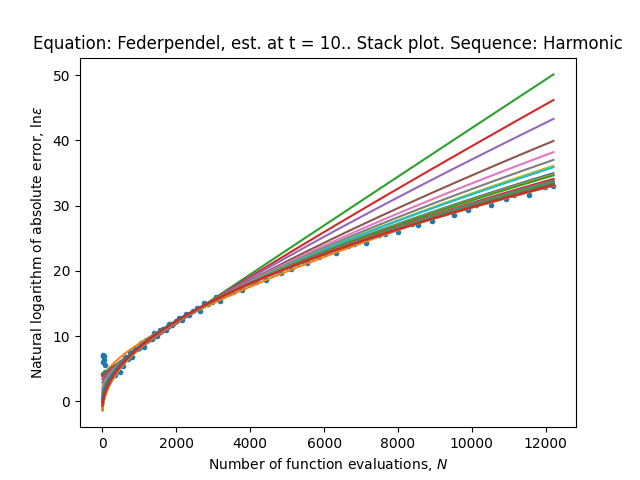 Equation: Federpendel, est. at t = 10.. Stack plot. Sequence: Harmonic
50
40
30
20
10
0
Natural logarithm of absolute error, lnε
0 2000 4000 6000 8000 10000 12000
Number of function evaluations, N